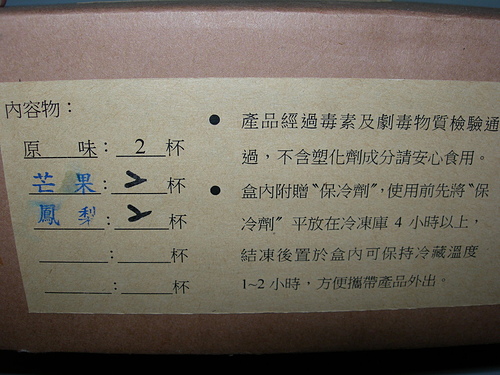 內容物：
原 味：2 杯
芒 果：2 杯
鳳 梨：2 杯
：杯
：杯
● 產品經過毒素及劇毒物質檢驗通
過，不含塑化劑成分請安心食用。
● 盒內附贈〝保冷劑〞，使用前先將〝保
冷劑〞平放在冷凍庫 4 小時以上，
結凍後置於盒內可保持冷藏溫度
1~2 小時，方便攜帶產品外出。